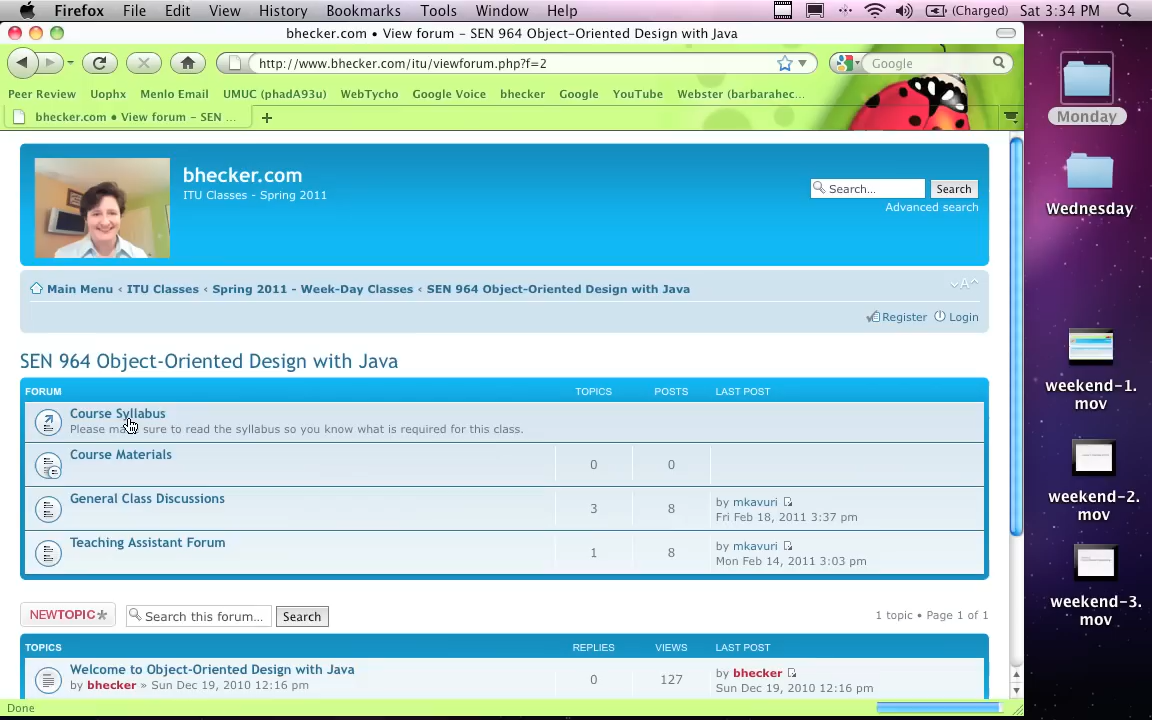 Firefox File Edit View History Bookmarks Tools Window Help (Charged) Sat 3:34 PM
bhecker.com • View forum - SEN 964 Object-Oriented Design with Java
http://www.bhecker.com/itu/viewforum.php?f=2 Google
Peer Review Uophx Menlo Email UMUC (phadA93u) WebTycho Google Voice bhecker Google YouTube Webster (barbarahec...
bhecker.com • View forum - SEN ...
Monday
Wednesday
weekend-1.
mov
weekend-2.
mov
weekend-3.
mov
bhecker.com
ITU Classes - Spring 2011
Search... Search
Advanced search
Main Menu ‹ ITU Classes ‹ Spring 2011 - Week-Day Classes ‹ SEN 964 Object-Oriented Design with Java
Register Login
SEN 964 Object-Oriented Design with Java
FORUM TOPICS POSTS LAST POST
Course Syllabus
Please make sure to read the syllabus so you know what is required for this class.
Course Materials 0 0
General Class Discussions 3 8 by mkavuri
Fri Feb 18, 2011 3:37 pm
Teaching Assistant Forum 1 8 by mkavuri
Mon Feb 14, 2011 3:03 pm
NEWTOPIC* Search this forum... Search 1 topic • Page 1 of 1
TOPICS REPLIES VIEWS LAST POST
Welcome to Object-Oriented Design with Java 0 127 by bhecker
by bhecker » Sun Dec 19, 2010 12:16 pm Sun Dec 19, 2010 12:16 pm
Done